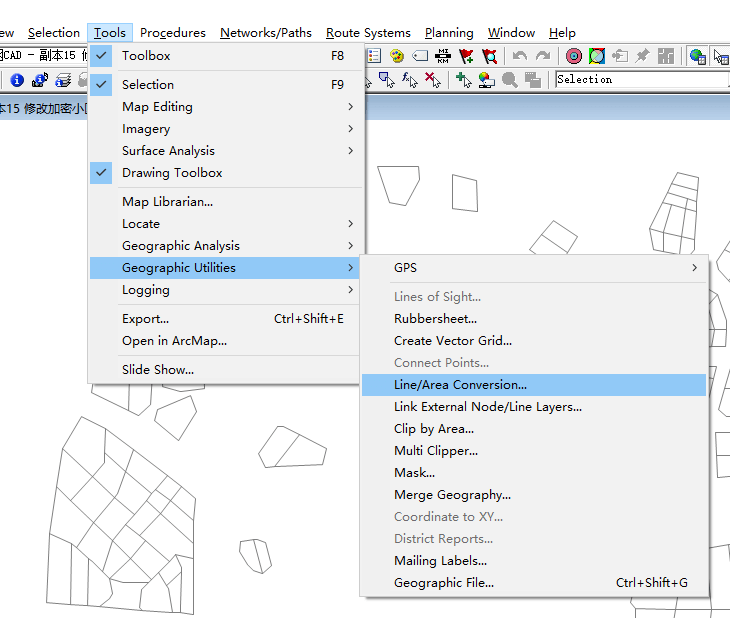 ew Selection Tools Procedures Networks/Paths Route Systems Planning Window Help
CAD - 副本15 修
MI
KM
Selection
本15 修改加密小
Toolbox F8
Selection F9
Map Editing
Imagery
Surface Analysis
Drawing Toolbox
Map Librarian...
Locate
Geographic Analysis
Geographic Utilities
Logging
Export... Ctrl+Shift+E
Open in ArcMap...
Slide Show...
GPS
Lines of Sight...
Rubbersheet...
Create Vector Grid...
Connect Points...
Line/Area Conversion...
Link External Node/Line Layers...
Clip by Area...
Multi Clipper...
Mask...
Merge Geography...
Coordinate to XY...
District Reports...
Mailing Labels...
Geographic File... Ctrl+Shift+G